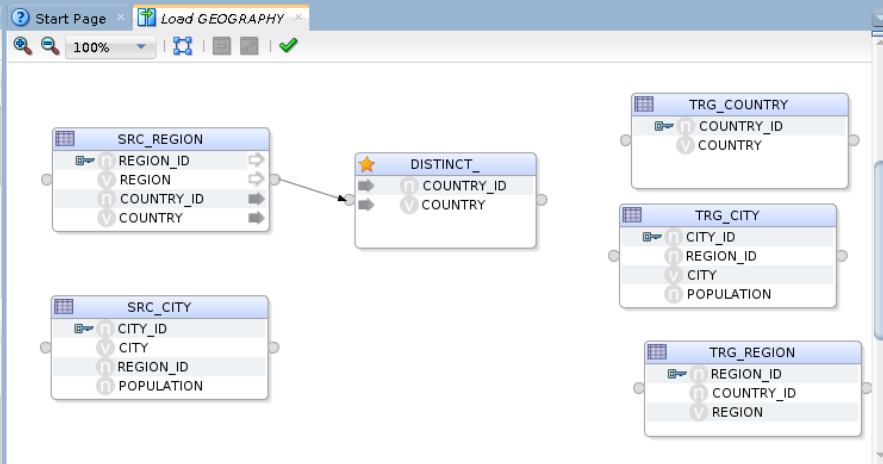 Start Page
Load GEOGRAPHY
100%
SRC_REGION
REGION_ID
REGION
COUNTRY_ID
COUNTRY
DISTINCT_
COUNTRY_ID
COUNTRY
TRG_COUNTRY
COUNTRY_ID
COUNTRY
TRG_CITY
CITY_ID
REGION_ID
CITY
POPULATION
SRC_CITY
CITY_ID
CITY
REGION_ID
POPULATION
TRG_REGION
REGION_ID
COUNTRY_ID
REGION